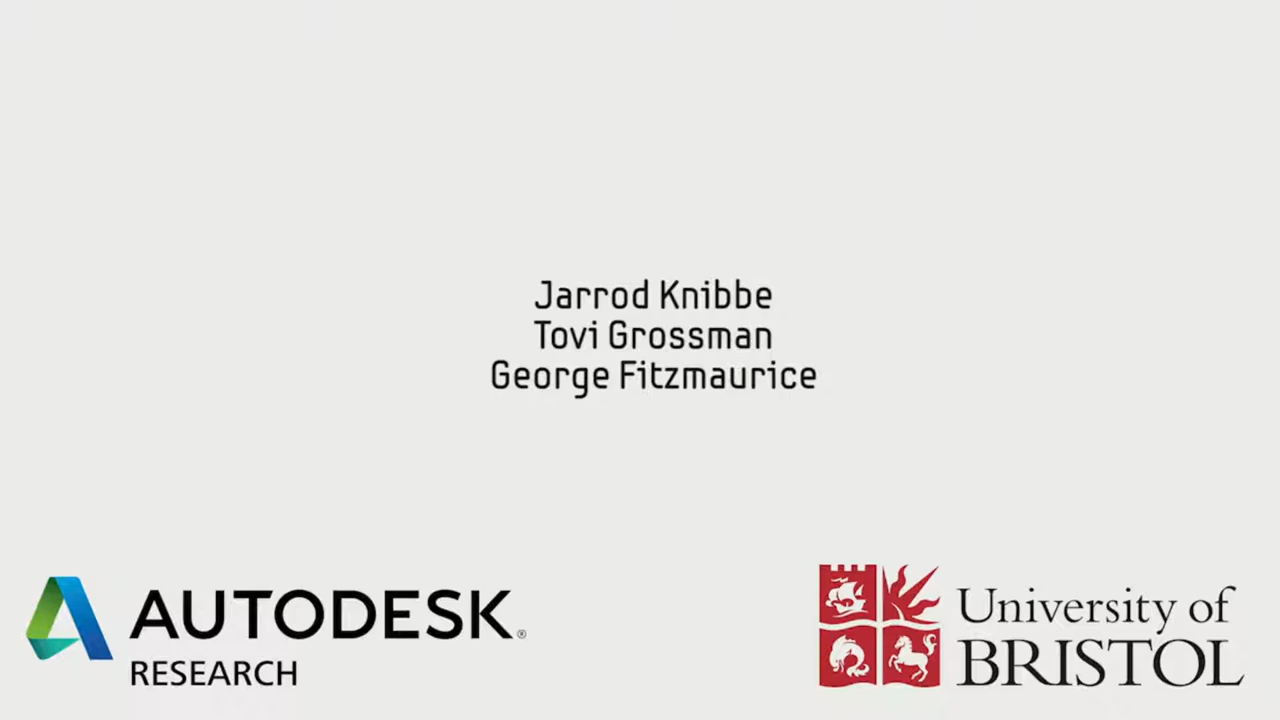 Jarrod Knibbe
Tovi Grossman
George Fitzmaurice
AUTODESK®
RESEARCH
University of
BRISTOL